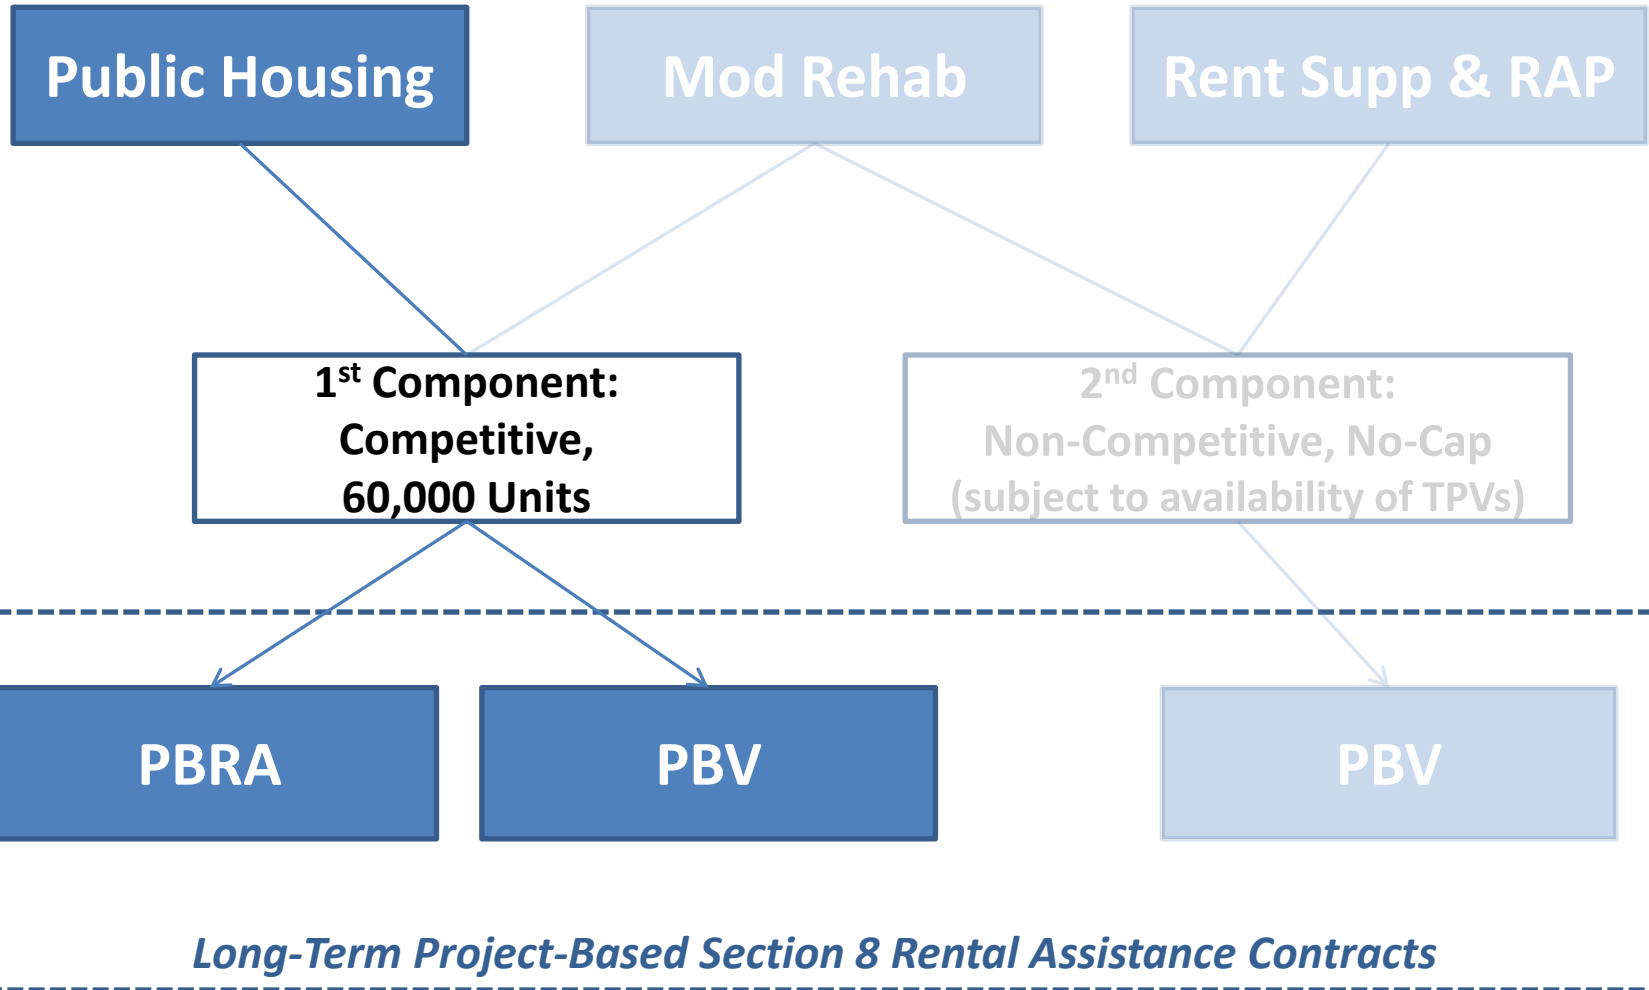 Public Housing
Mod Rehab
Rent Supp & RAP
1st Component:
Competitive,
60,000 Units
2nd Component:
Non-Competitive, No-Cap
(subject to availability of TPVs)
PBRA
PBV
PBV
Long-Term Project-Based Section 8 Rental Assistance Contracts